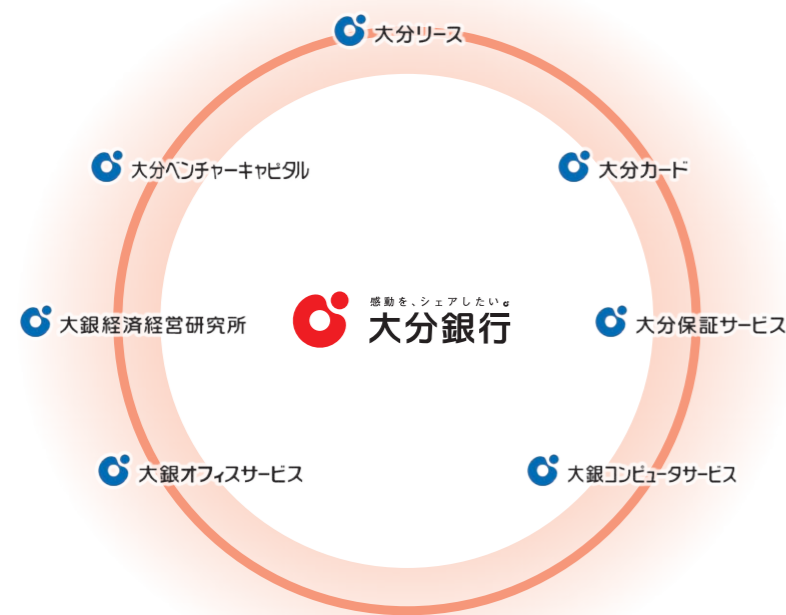 大分リース
大分ベンチャーキャピタル
大分カード
大銀経済経営研究所
感動を、シェアしたい。
大分銀行
大分保証サービス
大銀オフィスサービス
大銀コンピュータサービス